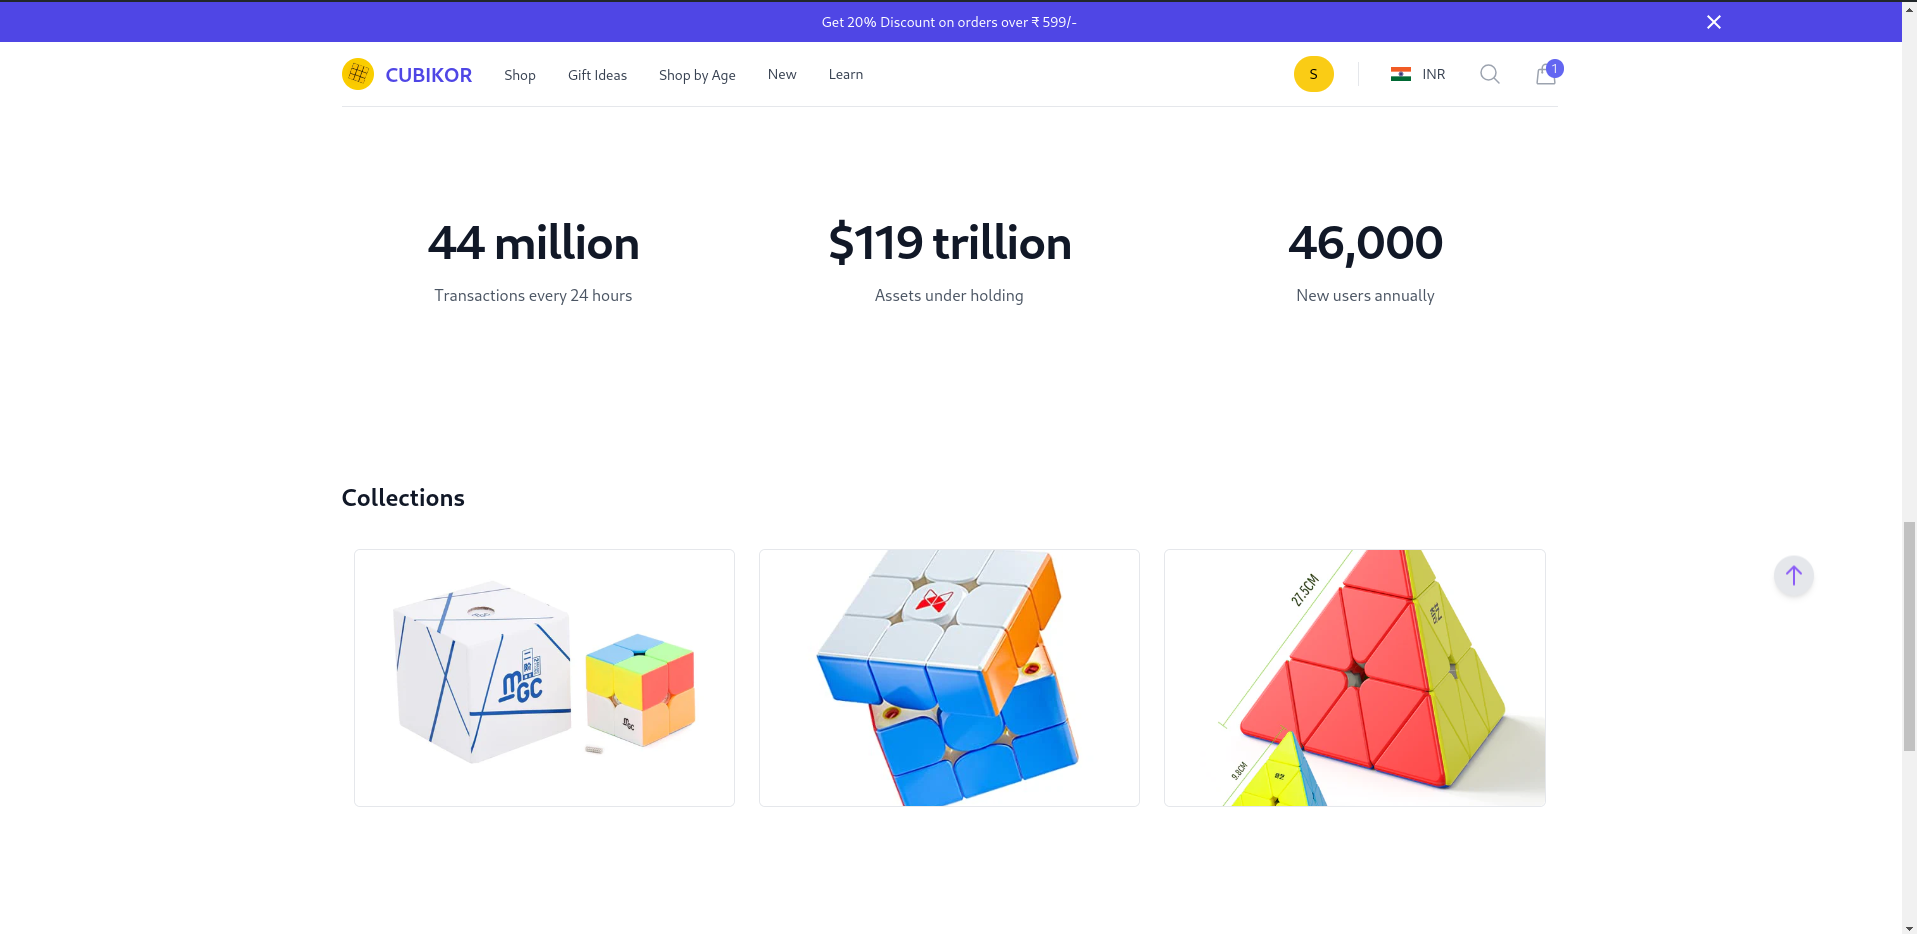 Get 20% Discount on orders over ₹ 599/-
CUBIKOR Shop Gift Ideas Shop by Age New Learn S INR 1
44 million $119 trillion 46,000
Transactions every 24 hours Assets under holding New users annually
Collections
27.5CM
MGC
MGC
9.8CM